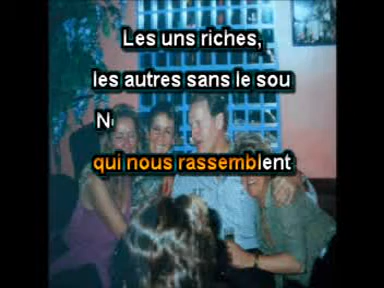 Les uns riches,
les autres sans le sou
N
qui nous rassemblent